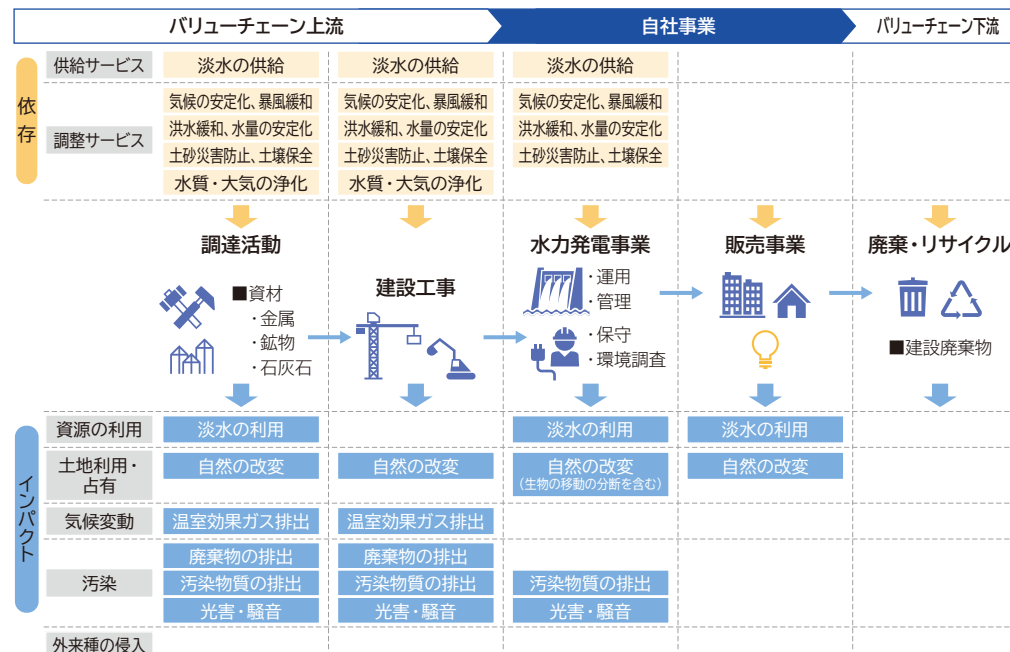 バリューチェーン上流
自社事業
バリューチェーン下流
依存
供給サービス
淡水の供給
淡水の供給
淡水の供給
調整サービス
気候の安定化、暴風緩和
気候の安定化、暴風緩和
気候の安定化、暴風緩和
洪水緩和、水量の安定化
洪水緩和、水量の安定化
洪水緩和、水量の安定化
土砂災害防止、土壌保全
土砂災害防止、土壌保全
土砂災害防止、土壌保全
水質・大気の浄化
水質・大気の浄化
調達活動
■資材
・金属
・鉱物
・石灰石
建設工事
水力発電事業
・運用
・管理
・保守
・環境調査
販売事業
廃棄・リサイクル
■建設廃棄物
インパクト
資源の利用
淡水の利用
淡水の利用
淡水の利用
土地利用・
占有
自然の改変
自然の改変
自然の改変
(生物の移動の分断を含む)
自然の改変
気候変動
温室効果ガス排出
温室効果ガス排出
汚染
廃棄物の排出
廃棄物の排出
汚染物質の排出
汚染物質の排出
汚染物質の排出
光害・騒音
光害・騒音
光害・騒音
外来種の侵入